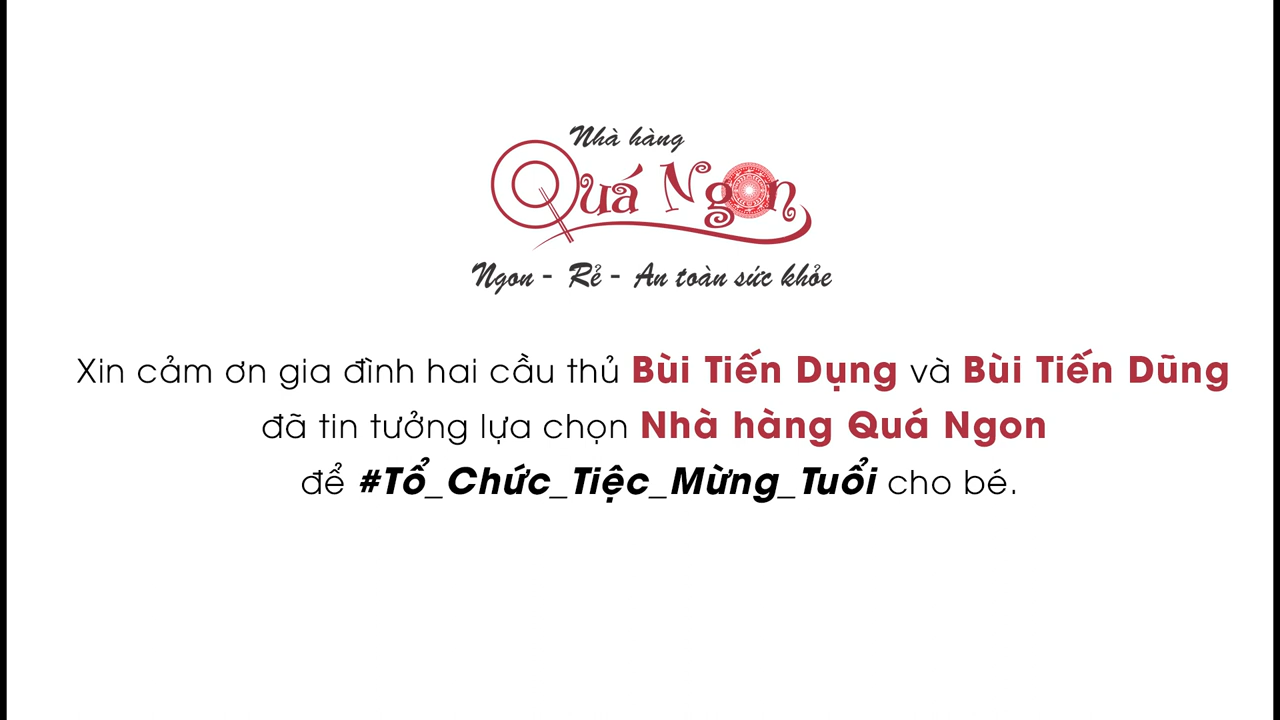 Nhà hàng
Quá Ngon
Ngon - Rẻ - An toàn sức khỏe
Xin cảm ơn gia đình hai cầu thủ Bùi Tiến Dụng và Bùi Tiến Dũng
đã tin tưởng lựa chọn Nhà hàng Quá Ngon
để #Tổ_Chức_Tiệc_Mừng_Tuổi cho bé.